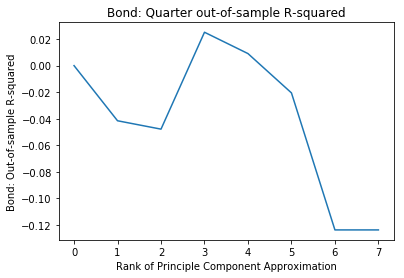 Bond: Quarter out-of-sample R-squared
Bond: Out-of-sample R-squared
0.02
0.00
−0.02
−0.04
−0.06
−0.08
−0.10
−0.12
0 1 2 3 4 5 6 7
Rank of Principle Component Approximation